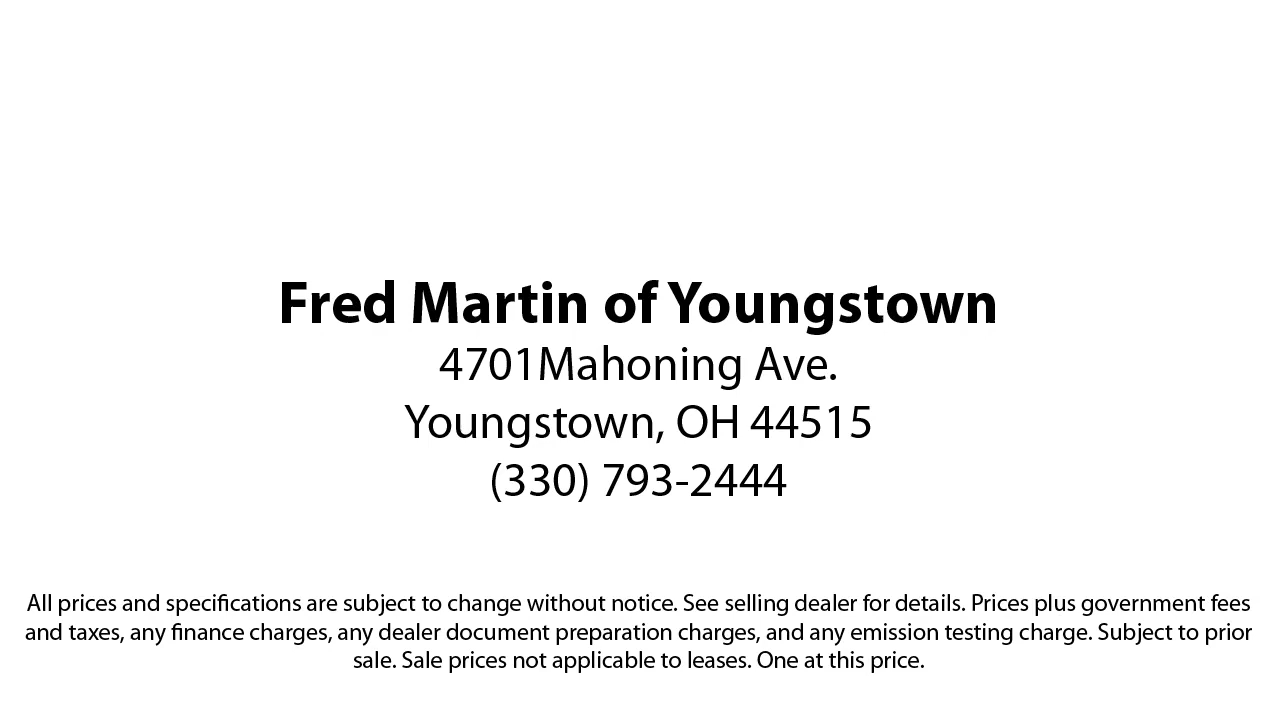 Fred Martin of Youngstown
4701Mahoning Ave.
Youngstown, OH 44515
(330) 793-2444
All prices and specifications are subject to change without notice. See selling dealer for details. Prices plus government fees
and taxes, any finance charges, any dealer document preparation charges, and any emission testing charge. Subject to prior
sale. Sale prices not applicable to leases. One at this price.